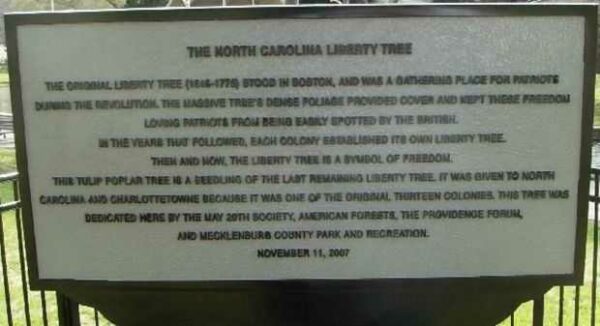 THE NORTH CAROLINA LIBERTY TREE
THE ORIGINAL LIBERTY TREE (1646-1775) STOOD IN BOSTON, AND WAS A GATHERING PLACE FOR PATRIOTS
DURING THE REVOLUTION. THE MASSIVE TREE'S DENSE FOLIAGE PROVIDED COVER AND KEPT THESE FREEDOM
LOVING PATRIOTS FROM BEING EASILY SPOTTED BY THE BRITISH.
IN THE YEARS THAT FOLLOWED, EACH COLONY ESTABLISHED ITS OWN LIBERTY TREE.
THEN AND NOW, THE LIBERTY TREE IS A SYMBOL OF FREEDOM.
THIS TULIP POPLAR TREE IS A SEEDLING OF THE LAST REMAINING LIBERTY TREE. IT WAS GIVEN TO NORTH
CAROLINA AND CHARLOTTETOWNE BECAUSE IT WAS ONE OF THE ORIGINAL THIRTEEN COLONIES. THIS TREE WAS
DEDICATED HERE BY THE MAY 20TH SOCIETY, AMERICAN FORESTS, THE PROVIDENCE FORUM,
AND MECKLENBURG COUNTY PARK AND RECREATION.
NOVEMBER 11, 2007